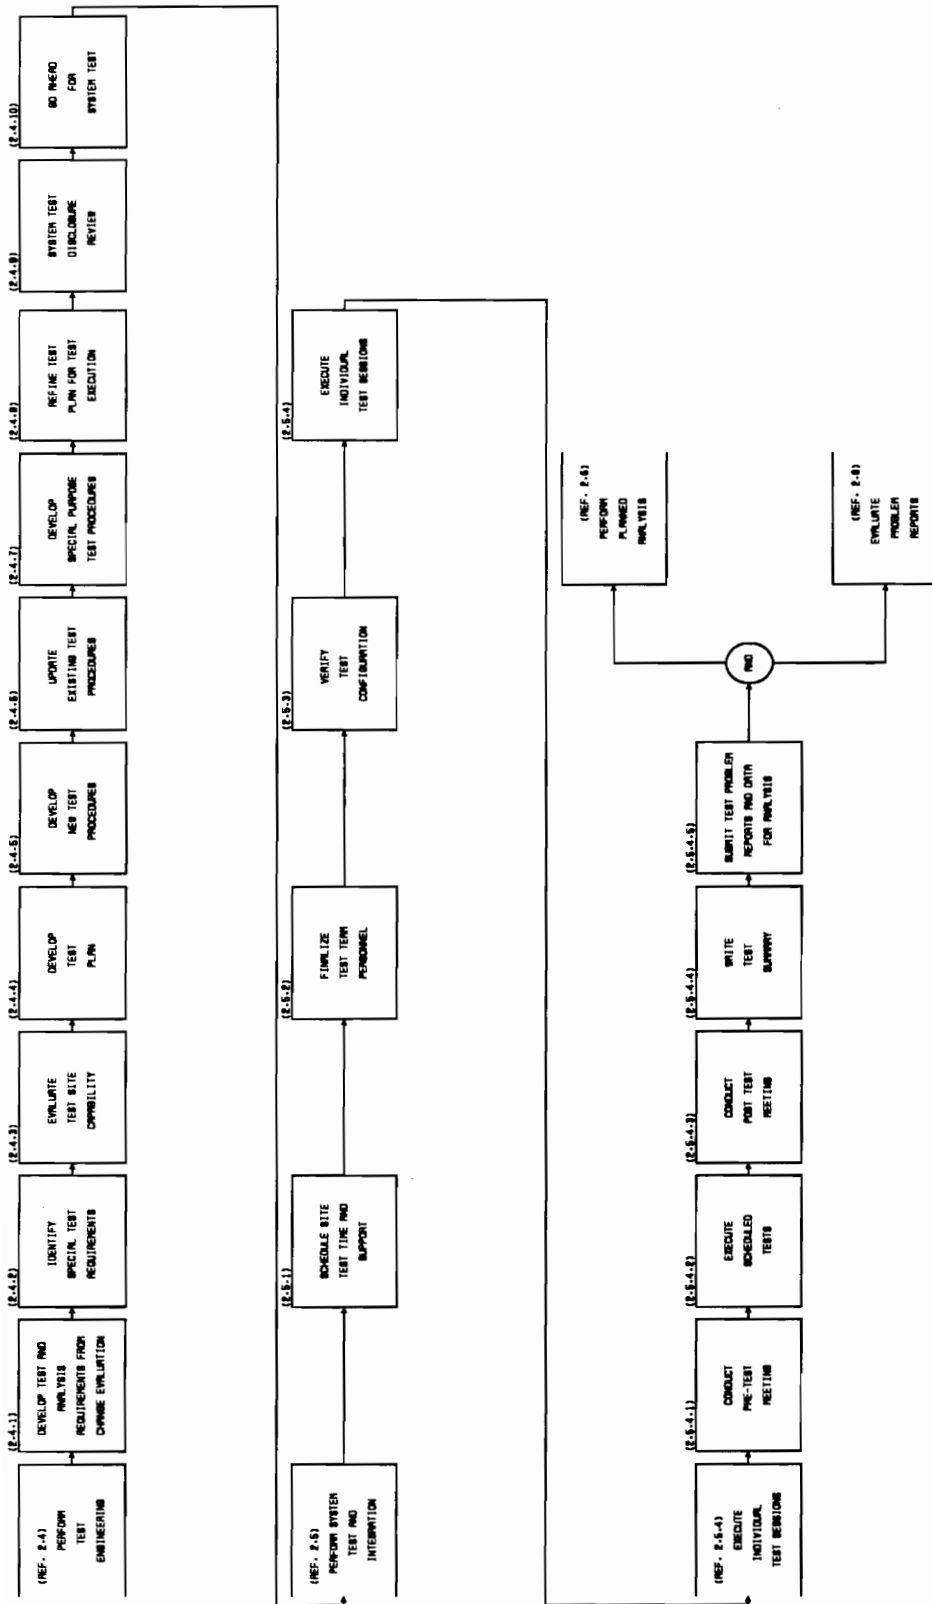 (REF. 2.4)
PERFORM
TEST
ENGINEERING
(2.4.1)
DEVELOP TEST AND
ANALYSIS
REQUIREMENTS FROM
CHANGE EVALUATION
(2.4.2)
IDENTIFY
SPECIAL TEST
REQUIREMENTS
(2.4.3)
EVALUATE
TEST SITE
CAPABILITY
(2.4.4)
DEVELOP
TEST
PLAN
(2.4.5)
DEVELOP
NEW TEST
PROCEDURES
(2.4.6)
UPDATE
EXISTING TEST
PROCEDURES
(2.4.7)
DEVELOP
SPECIAL PURPOSE
TEST PROCEDURES
(2.4.8)
REFINE TEST
PLAN FOR TEST
EXECUTION
(2.4.9)
SYSTEM TEST
DISCLOSURE
REVIEW
(2.4.10)
GO AHEAD
FOR
SYSTEM TEST
(REF. 2.5)
PERFORM SYSTEM
TEST AND
INTEGRATION
(2.5.1)
SCHEDULE SITE
TEST TIME AND
SUPPORT
(2.5.2)
FINALIZE
TEST TEAM
PERSONNEL
(2.5.3)
VERIFY
TEST
CONFIGURATION
(2.5.4)
EXECUTE
INDIVIDUAL
TEST SESSIONS
(REF. 2.5.4)
EXECUTE
INDIVIDUAL
TEST SESSIONS
(2.5.4.1)
CONDUCT
PRE-TEST
MEETING
(2.5.4.2)
EXECUTE
SCHEDULED
TESTS
(2.5.4.3)
CONDUCT
POST TEST
MEETING
(2.5.4.4)
WRITE
TEST
SUMMARY
(2.5.4.5)
SUBMIT TEST PROBLEM
REPORTS AND DATA
FOR ANALYSIS
AND
(REF. 2.6)
PERFORM
PLANNED
ANALYSIS
(REF. 2.8)
EVALUATE
PROBLEM
REPORTS